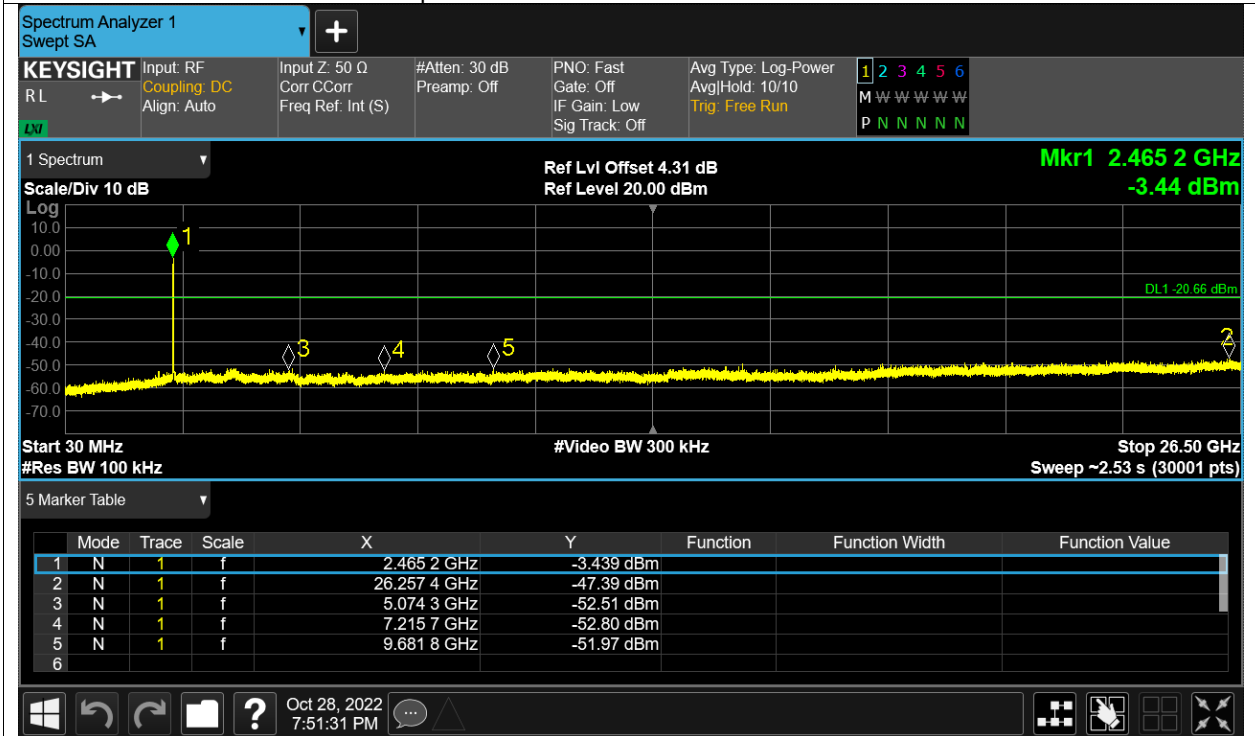 Spectrum Analyzer 1
Swept SA
+
KEYSIGHT Input: RF Input Z: 50 Ω #Atten: 30 dB PNO: Fast Avg Type: Log-Power 1 2 3 4 5 6
R L Coupling: DC Corr CCorr Preamp: Off Gate: Off Avg|Hold: 10/10 M W W W W W W
Align: Auto Freq Ref: Int (S) IF Gain: Low Trig: Free Run
LXI Sig Track: Off P N N N N N N
1 Spectrum Ref Lvl Offset 4.31 dB Mkr1 2.465 2 GHz
Scale/Div 10 dB Ref Level 20.00 dBm -3.44 dBm
Log
10.0
1
0.00
-10.0
-20.0 DL1 -20.66 dBm
-30.0
-40.0 3 4 5 2
-50.0
-60.0
-70.0
Start 30 MHz #Video BW 300 kHz Stop 26.50 GHz
#Res BW 100 kHz Sweep ~2.53 s (30001 pts)
5 Marker Table
Mode Trace Scale X Y Function Function Width Function Value
1 N 1 f 2.465 2 GHz -3.439 dBm
2 N 1 f 26.257 4 GHz -47.39 dBm
3 N 1 f 5.074 3 GHz -52.51 dBm
4 N 1 f 7.215 7 GHz -52.80 dBm
5 N 1 f 9.681 8 GHz -51.97 dBm
6
? Oct 28, 2022
7:51:31 PM